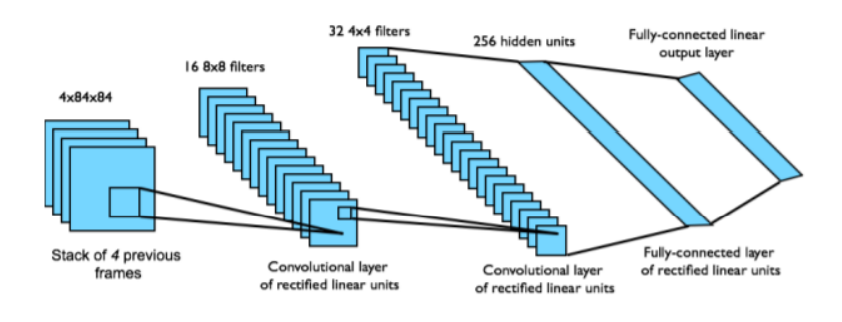 4x84x84
16 8x8 filters
32 4x4 filters
256 hidden units
Fully-connected linear
output layer
Stack of 4 previous
frames
Convolutional layer
of rectified linear units
Convolutional layer
of rectified linear units
Fully-connected layer
of rectified linear units